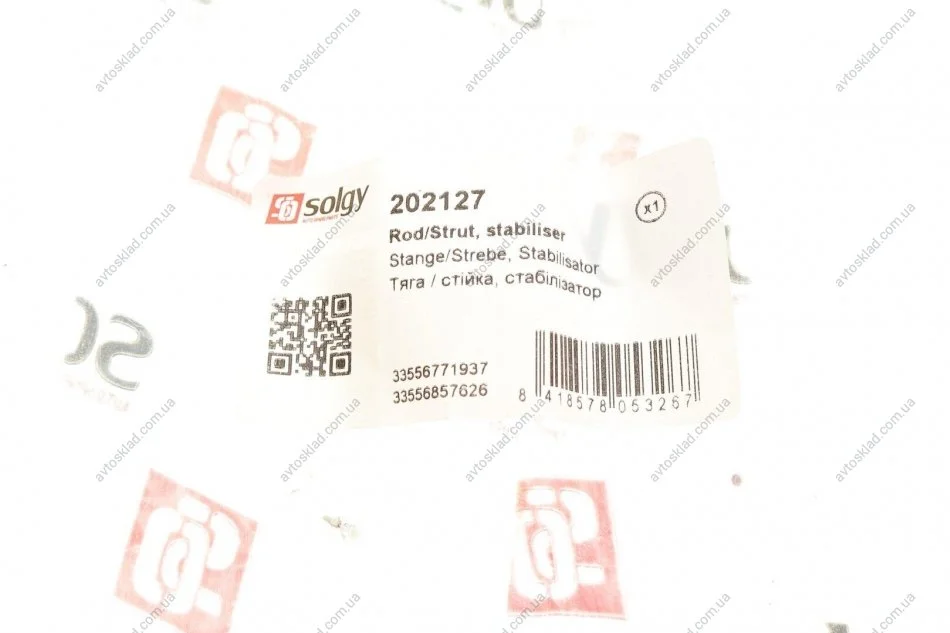 solgy
202127
x1
Rod/Strut, stabiliser
Stange/Strebe, Stabilisator
Тяга / стійка, стабілізатор
33556771937
33556857626
8 418578 053267
avtosklad.com.ua